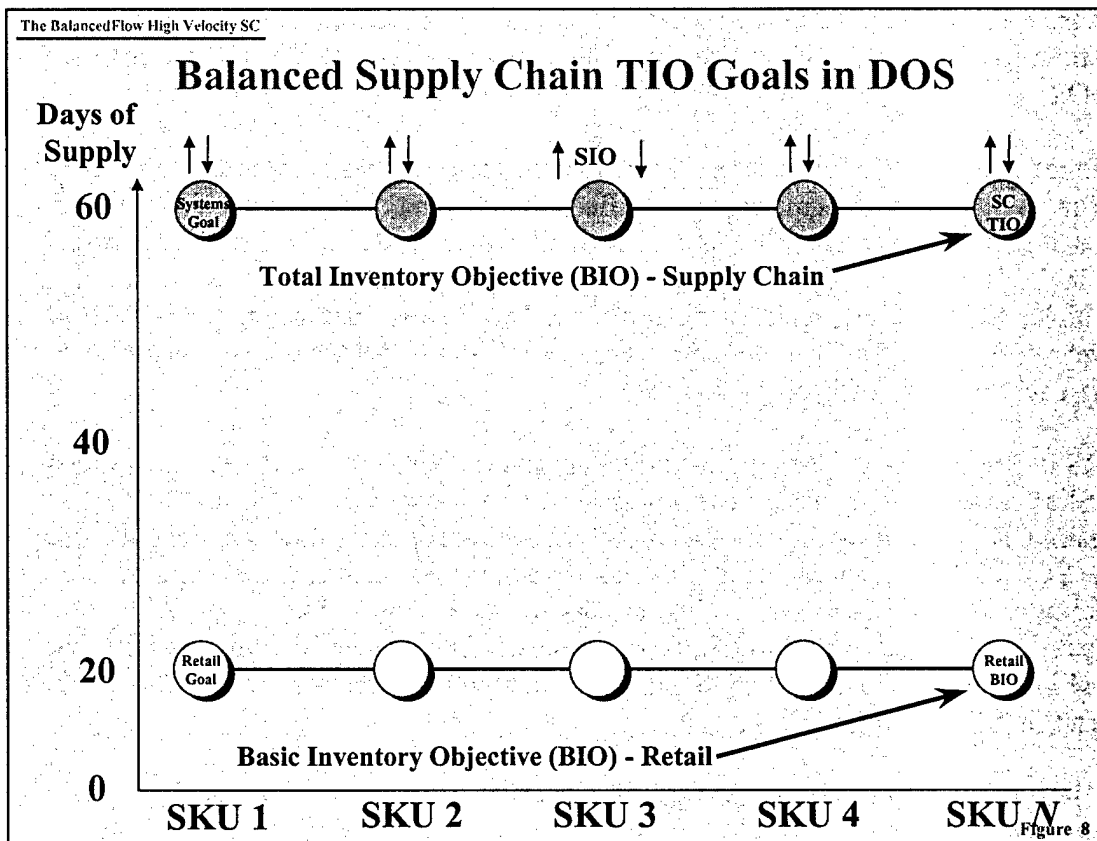 The BalancedFlow High Velocity SC
Balanced Supply Chain TIO Goals in DOS
Days of
Supply
SIO
60
Systems
Goal
SC
TIO
Total Inventory Objective (BIO) - Supply Chain
40
20
Retail
Goal
Retail
BIO
Basic Inventory Objective (BIO) - Retail
0
SKU 1 SKU 2 SKU 3 SKU 4 SKU N
Figure 8